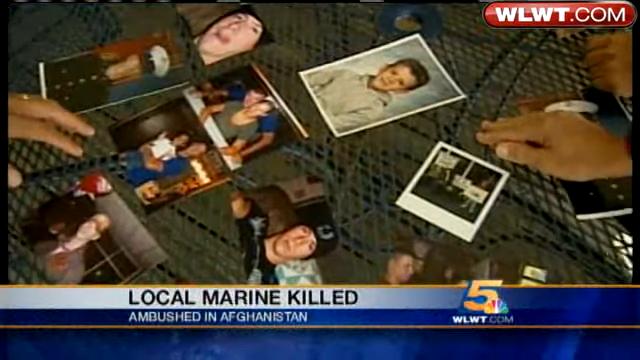 WLWT.COM
LOCAL MARINE KILLED
AMBUSHED IN AFGHANISTAN
5
WLWT.COM